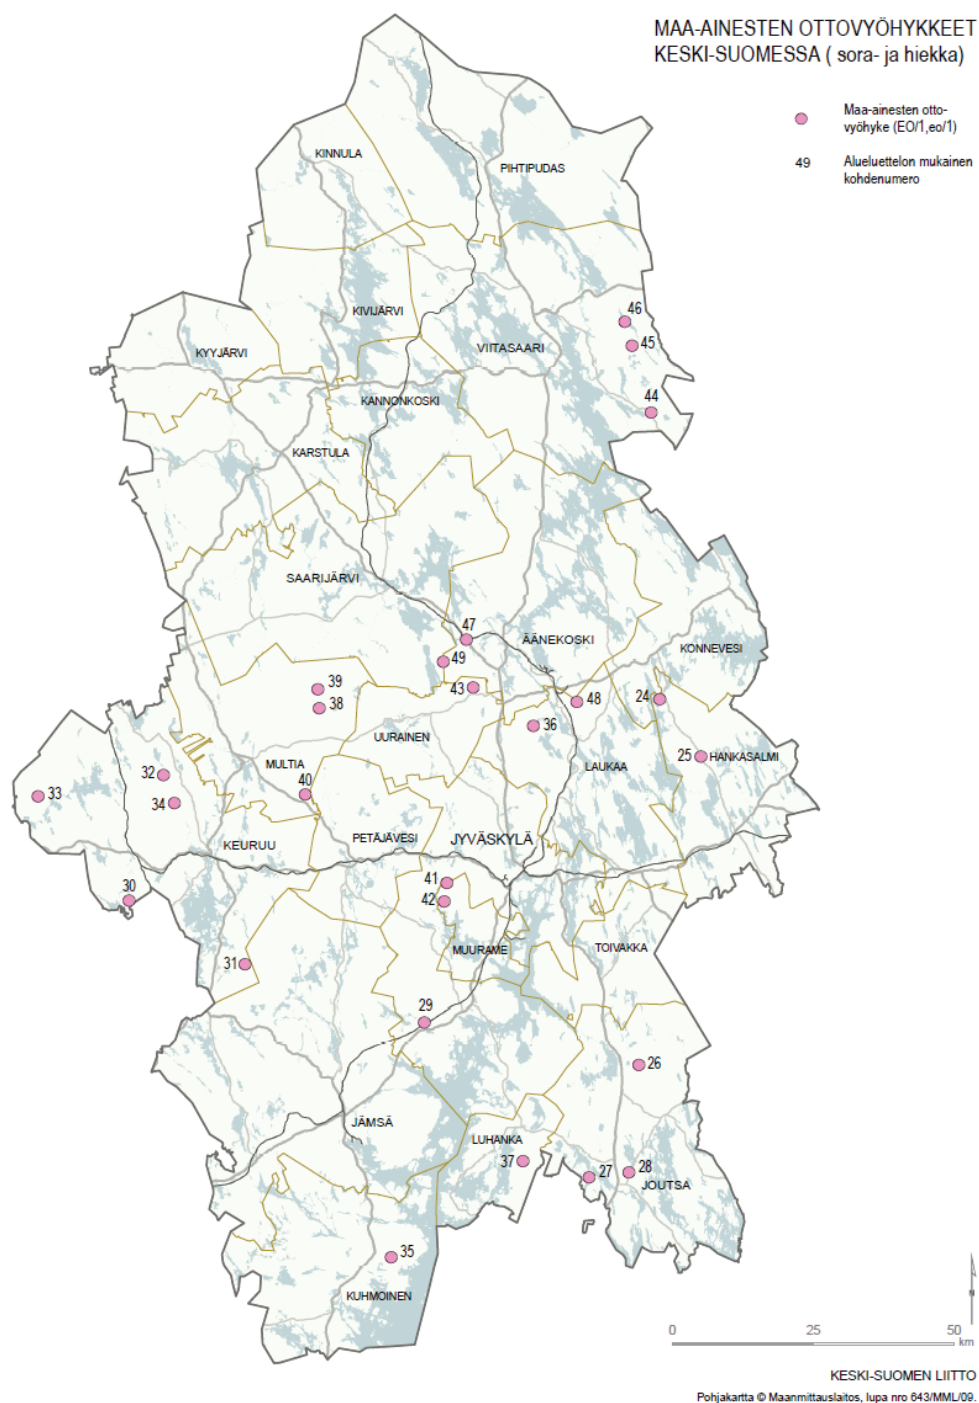 MAA-AINESTEN OTTOVYÖHYKKEET
KESKI-SUOMESSA ( sora- ja hiekka)
Maa-ainesten otto-
vyöhyke (EO/1,eo/1)
49 Alueluettelon mukainen
kohdenumero
KINNULA
PIHTIPUDAS
KIVIJÄRVI
46
VIITASAARI
45
KYYJÄRVI
KANNONKOSKI
44
KARSTULA
SAARIJÄRVI
47
ÄÄNEKOSKI
KONNEVESI
49
39
43
48
24
38
36
UURAINEN
25
HANKASALMI
MULTIA
LAUKAA
32
40
33
34
PETÄJÄVESI
JYVÄSKYLÄ
KEURUU
41
30
42
MUURAME
TOIVAKKA
31
29
26
JÄMSÄ
LUHANKA
37
27
28
JOUTSA
35
KUHMOINEN
N
0 25 50
km
KESKI-SUOMEN LIITTO
Pohjakartta © Maanmittauslaitos, lupa nro 643/MML/09.